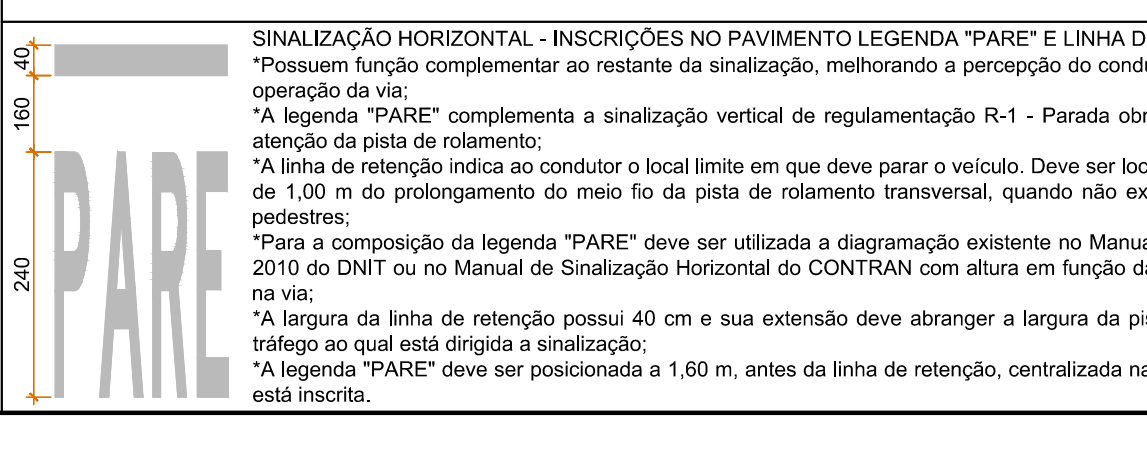 40
160
240
PARE
SINALIZAÇÃO HORIZONTAL - INSCRIÇÕES NO PAVIMENTO LEGENDA "PARE" E LINHA D
*Possuem função complementar ao restante da sinalização, melhorando a percepção do condu
operação da via;
*A legenda "PARE" complementa a sinalização vertical de regulamentação R-1 - Parada obr
atenção da pista de rolamento;
*A linha de retenção indica ao condutor o local limite em que deve parar o veículo. Deve ser loc
de 1,00 m do prolongamento do meio fio da pista de rolamento transversal, quando não ex
pedestres;
*Para a composição da legenda "PARE" deve ser utilizada a diagramação existente no Manua
2010 do DNIT ou no Manual de Sinalização Horizontal do CONTRAN com altura em função da
na via;
*A largura da linha de retenção possui 40 cm e sua extensão deve abranger a largura da pis
tráfego ao qual está dirigida a sinalização;
*A legenda "PARE" deve ser posicionada a 1,60 m, antes da linha de retenção, centralizada na
está inscrita.